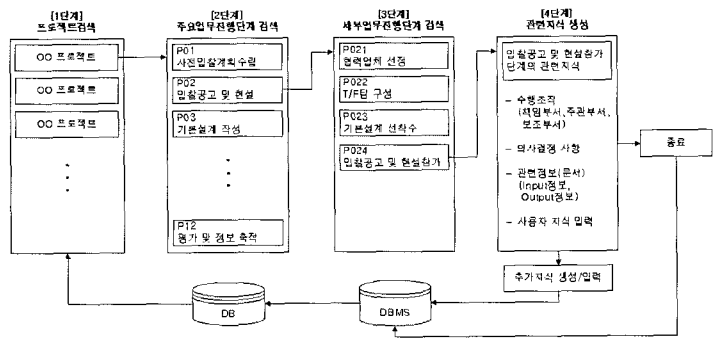 [1단계]
프로젝트검색
OO 프로젝트
OO 프로젝트
OO 프로젝트
[2단계]
주요업무진행단계 검색
P01
사전입찰계획수립
P02
입찰공고 및 현설
P03
기본설계 작성
P12
평가 및 정보 축적
[3단계]
세부업무진행단계 검색
P021
협력업체 선정
P022
T/F팀 구성
P023
기본설계 선착수
P024
입찰공고 및 현설참가
[4단계]
관련지식 생성
입찰공고 및 현설참가
단계의 관련지식
- 수행조직
(책임부서, 주관부서,
보조부서)
- 의사결정 사항
- 관련정보(문서)
(Input정보,
Output정보)
- 사용자 지식 입력
종료
추가지식 생성/입력
DB
DBMS